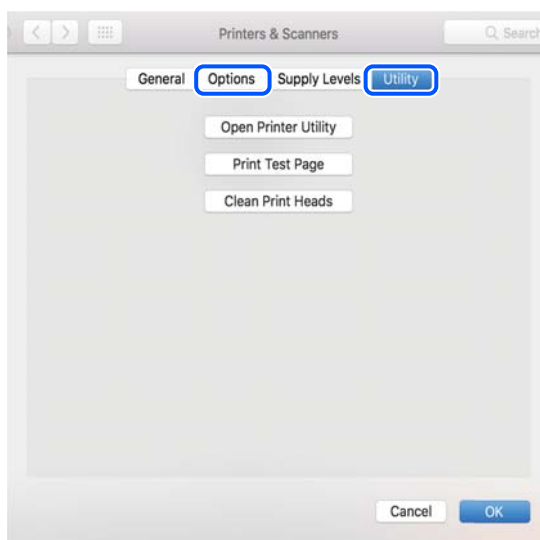 Printers & Scanners
Search
General Options Supply Levels Utility
Open Printer Utility
Print Test Page
Clean Print Heads
Cancel OK